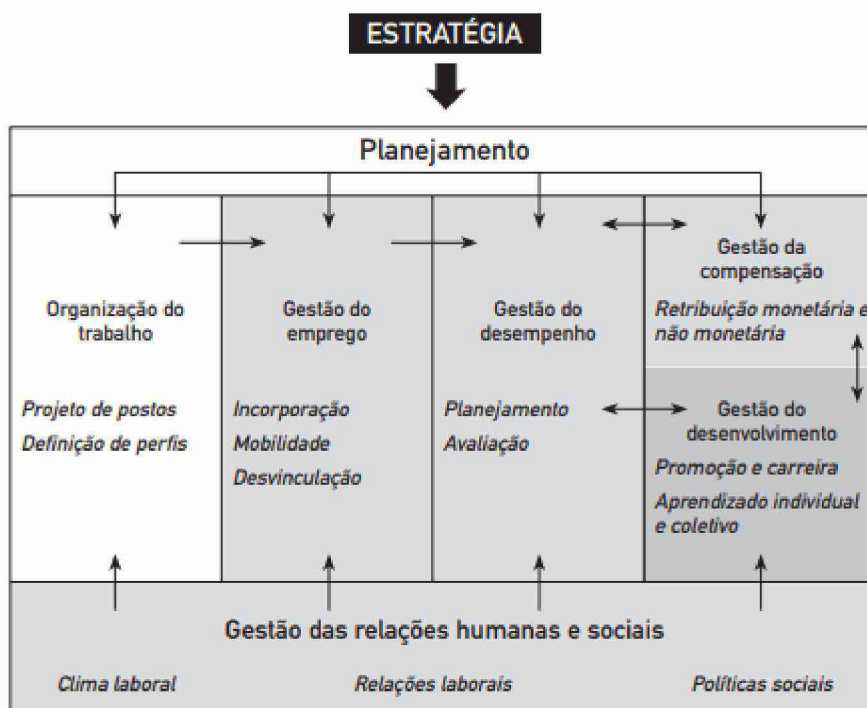 ESTRATÉGIA
Planejamento
Organização do
trabalho
Projeto de postos
Definição de perfis
Gestão do
emprego
Incorporação
Mobilidade
Desvinculação
Gestão do
desempenho
Planejamento
Avaliação
Gestão da
compensação
Retribuição monetária e
não monetária
Gestão do
desenvolvimento
Promoção e carreira
Aprendizado individual
e coletivo
Gestão das relações humanas e sociais
Clima laboral
Relações laborais
Políticas sociais